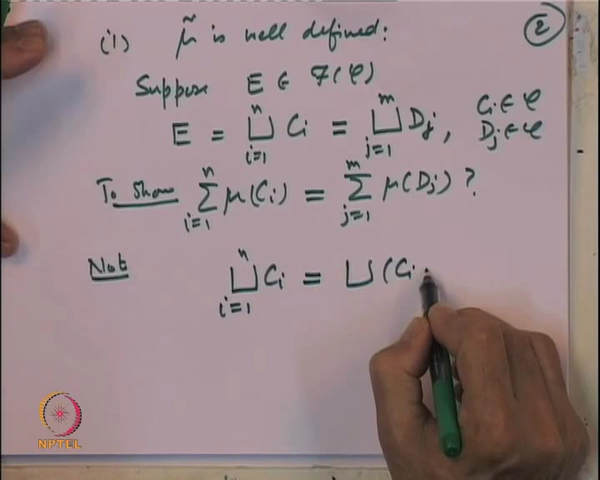 (i) μ̃ is well defined: (2)
Suppose E ∈ F(φ)
E = ⊔_{i=1}^{n} C_i = ⊔_{j=1}^{m} D_j, C_i ∈ φ
D_j ∈ φ
To Show ∑_{i=1}^{n} μ(C_i) = ∑_{j=1}^{m} μ(D_j) ?
Not ⊔_{i=1}^{n} C_i = ⊔ (C_i
NPTEL